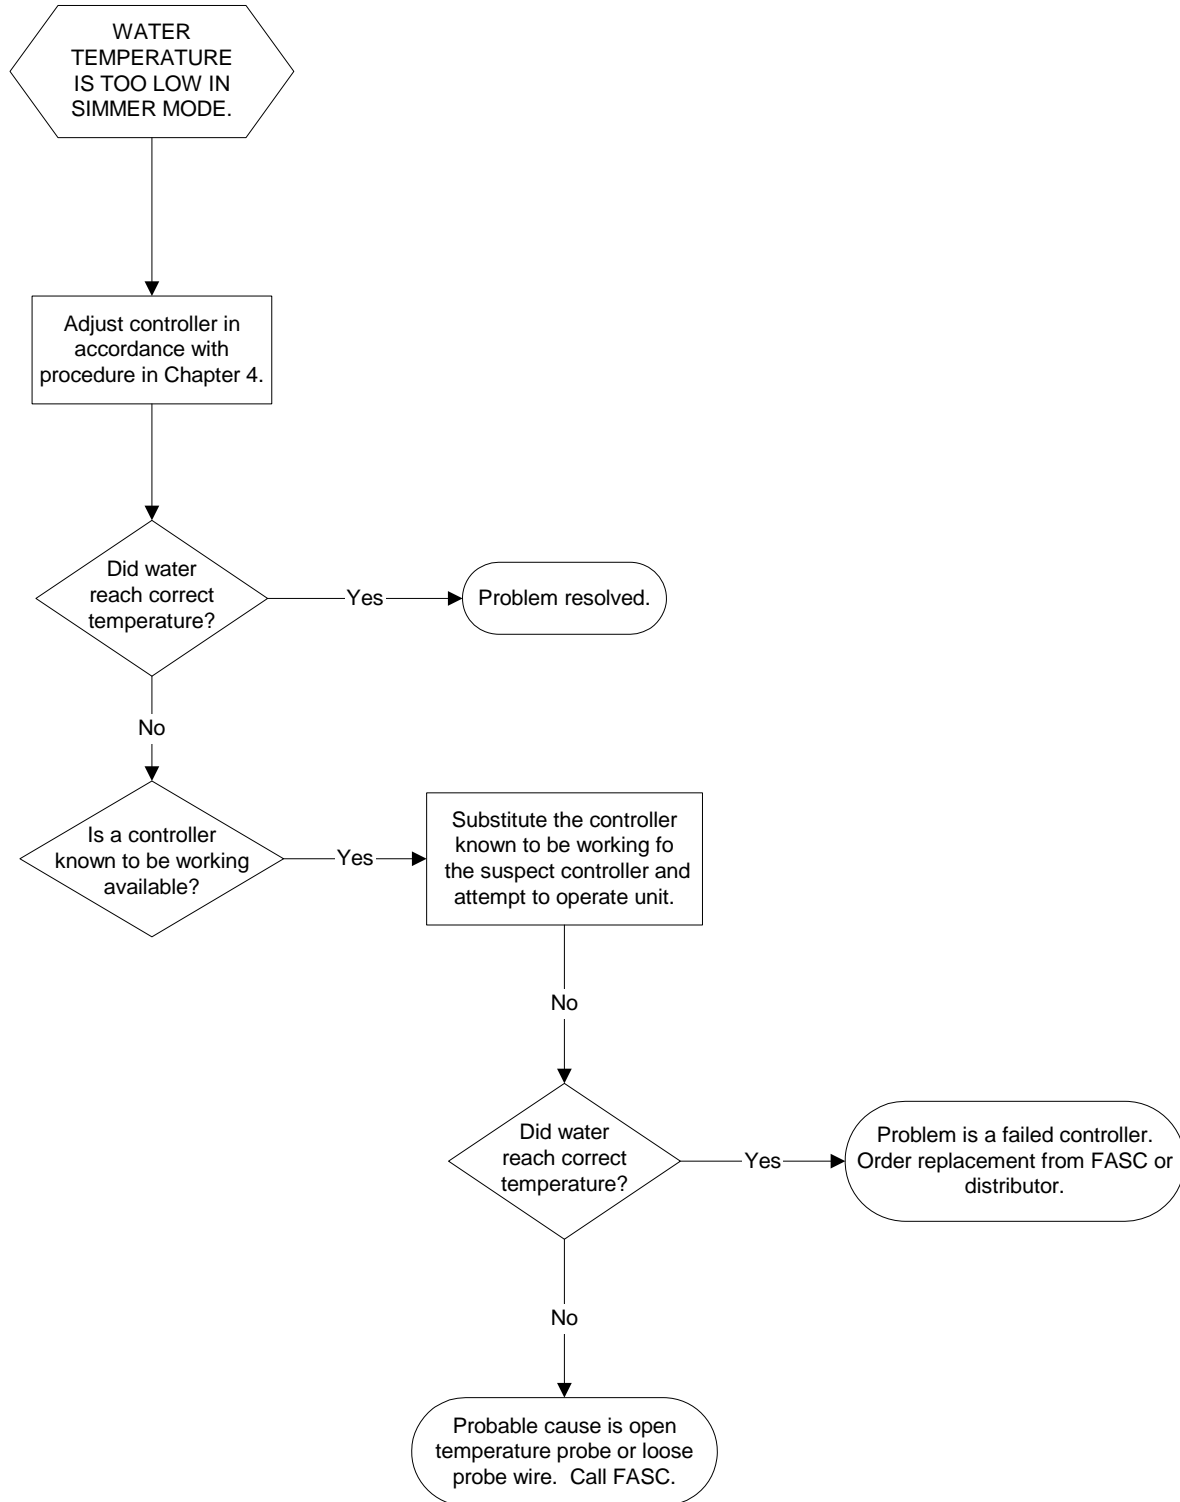 WATER
TEMPERATURE
IS TOO LOW IN
SIMMER MODE.
Adjust controller in
accordance with
procedure in Chapter 4.
Did water
reach correct
temperature?
Yes
Problem resolved.
No
Is a controller
known to be working
available?
Yes
Substitute the controller
known to be working fo
the suspect controller and
attempt to operate unit.
No
Did water
reach correct
temperature?
Yes
Problem is a failed controller.
Order replacement from FASC or
distributor.
No
Probable cause is open
temperature probe or loose
probe wire.  Call FASC.